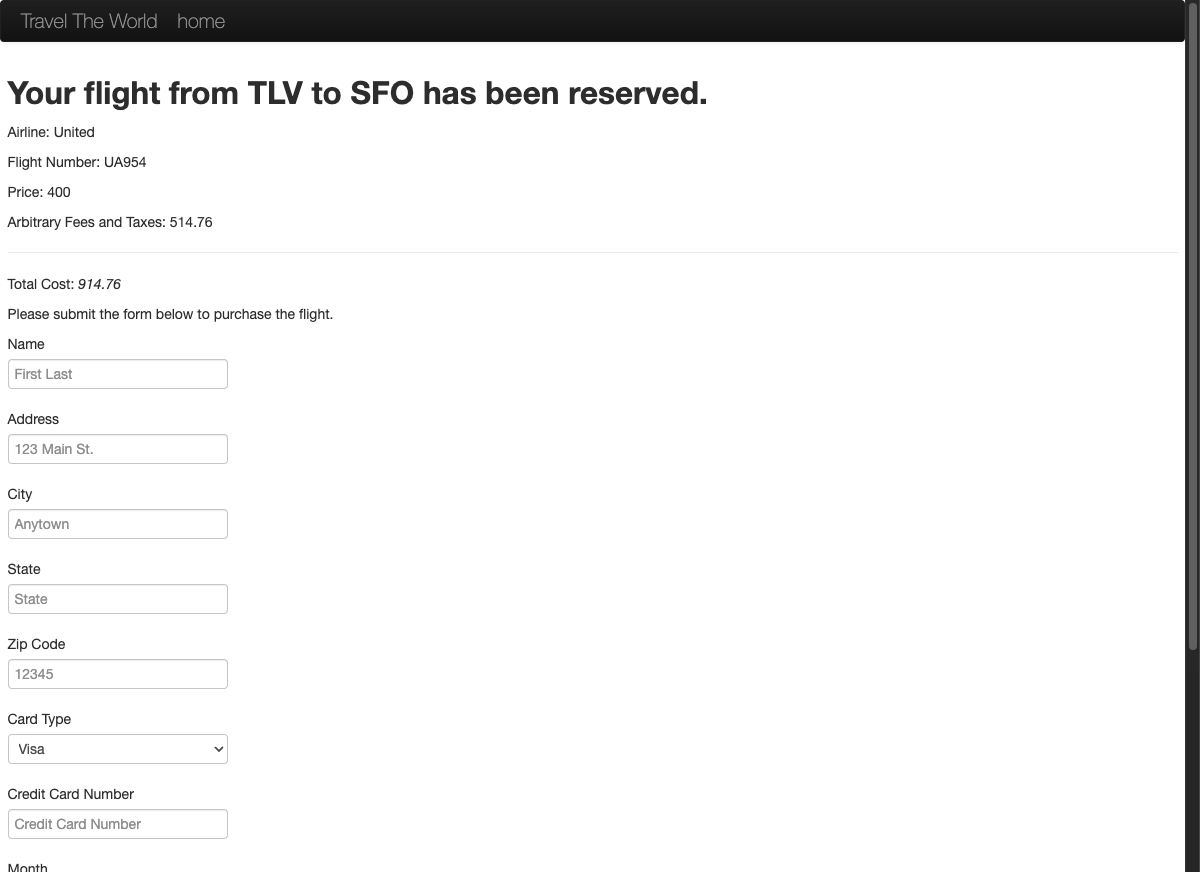 Travel The World home
Your flight from TLV to SFO has been reserved.
Airline: United
Flight Number: UA954
Price: 400
Arbitrary Fees and Taxes: 514.76
Total Cost: 914.76
Please submit the form below to purchase the flight.
Name
First Last
Address
123 Main St.
City
Anytown
State
State
Zip Code
12345
Card Type
Visa
Credit Card Number
Credit Card Number
Month